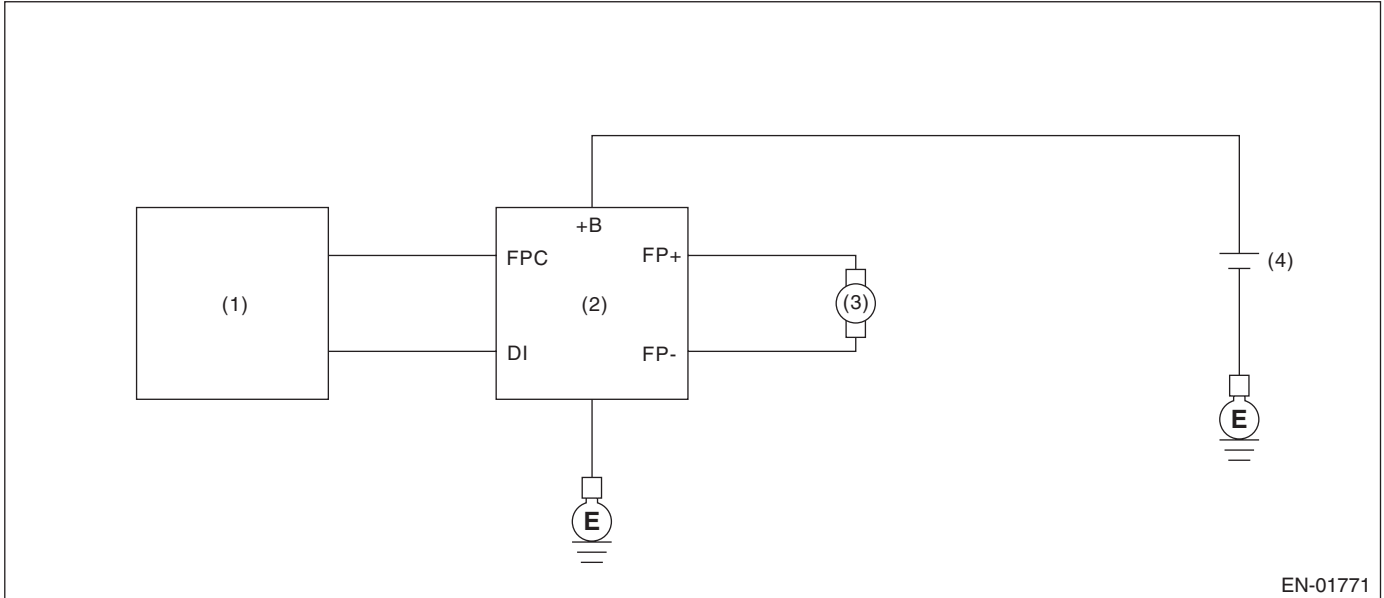 +B
FPC
FP+
(1)
(2)
(3)
(4)
DI
FP-
E
E
EN-01771